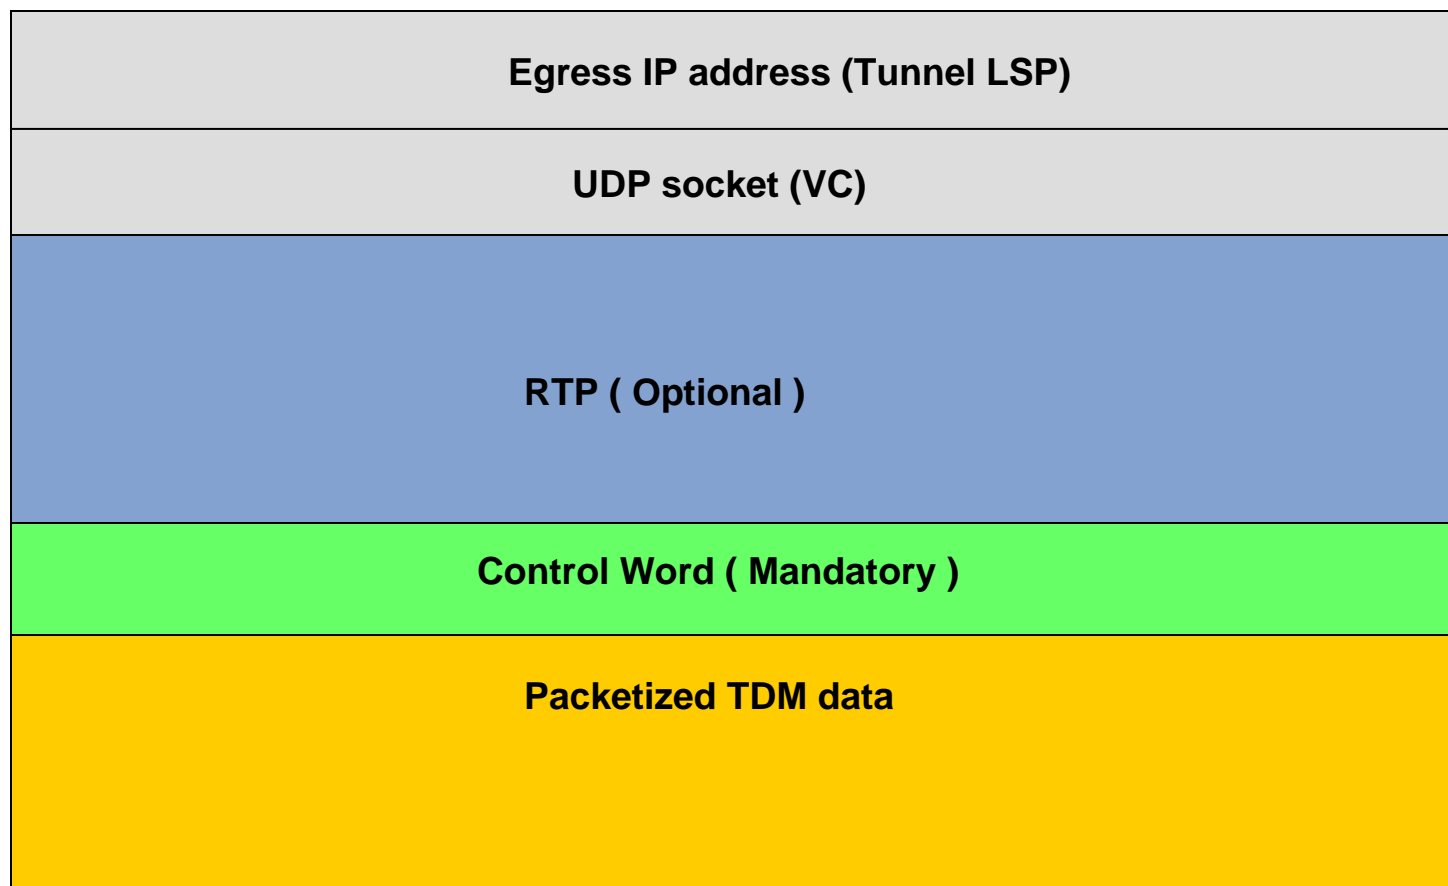 Egress IP address (Tunnel LSP)
UDP socket (VC)
RTP ( Optional )
Control Word ( Mandatory )
Packetized TDM data